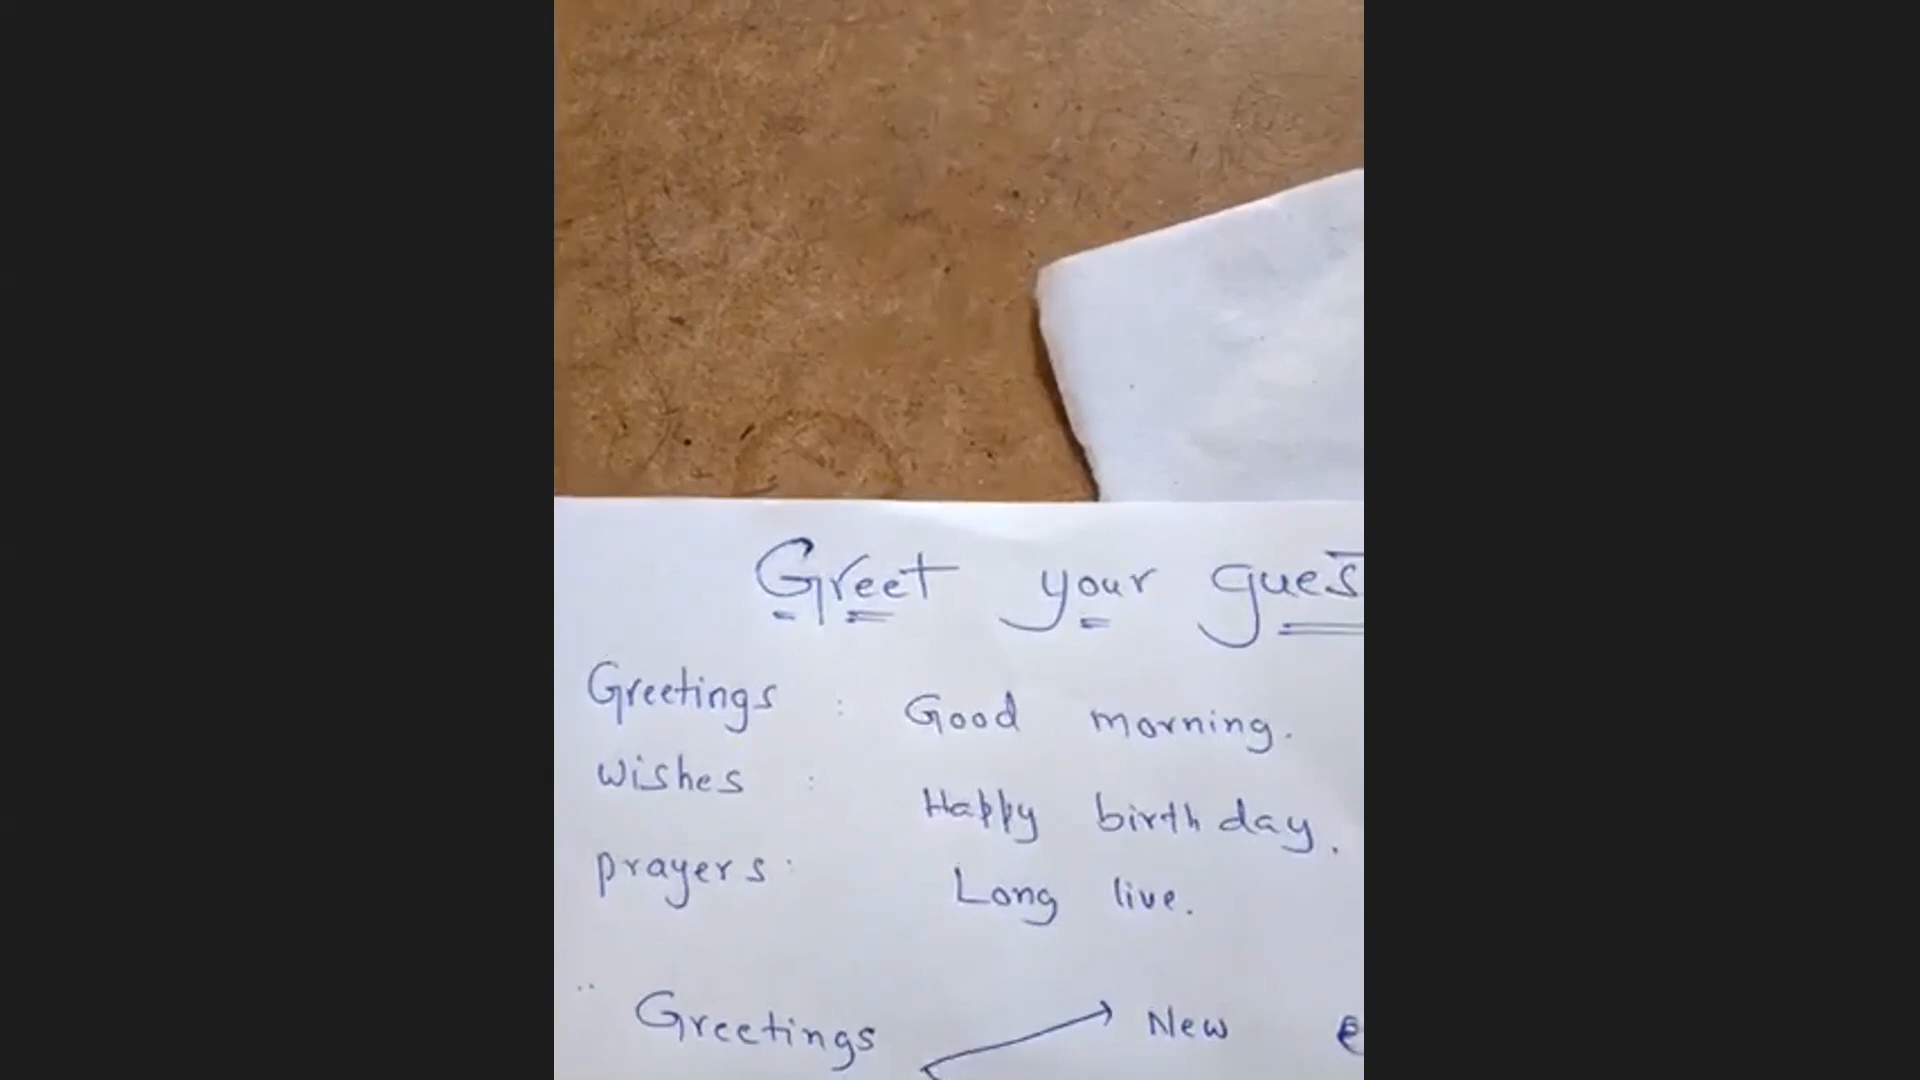 Greet your gues
Greetings : Good morning.
wishes : Happy birth day.
prayers : Long live.
Greetings → New